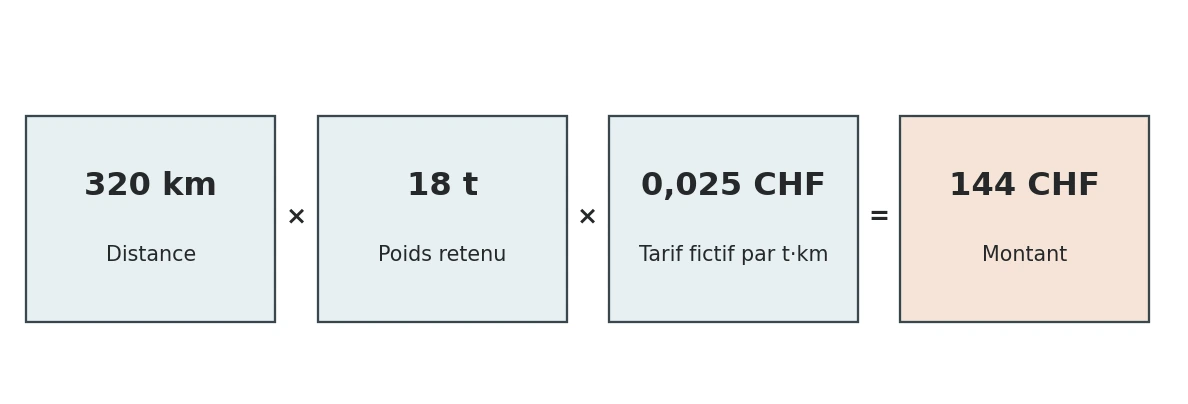 320 km
Distance
×
18 t
Poids retenu
×
0,025 CHF
Tarif fictif par t·km
=
144 CHF
Montant